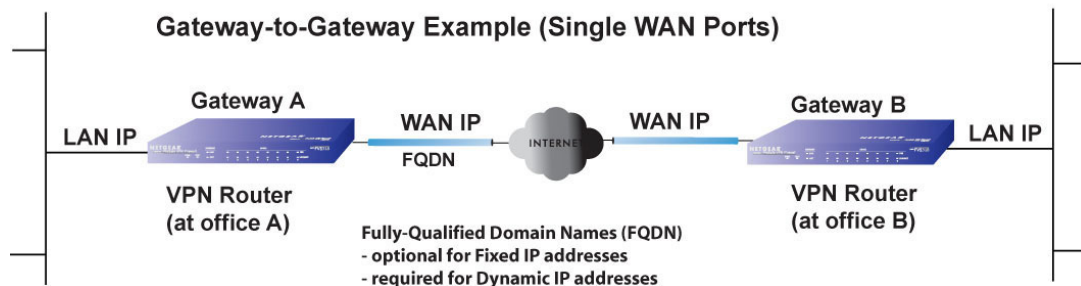 Gateway-to-Gateway Example (Single WAN Ports)
Gateway A
Gateway B
LAN IP
WAN IP
INTERNET
WAN IP
LAN IP
NETGEAR
NETGEAR
FQDN
VPN Router
(at office A)
VPN Router
(at office B)
Fully-Qualified Domain Names (FQDN)
- optional for Fixed IP addresses
- required for Dynamic IP addresses